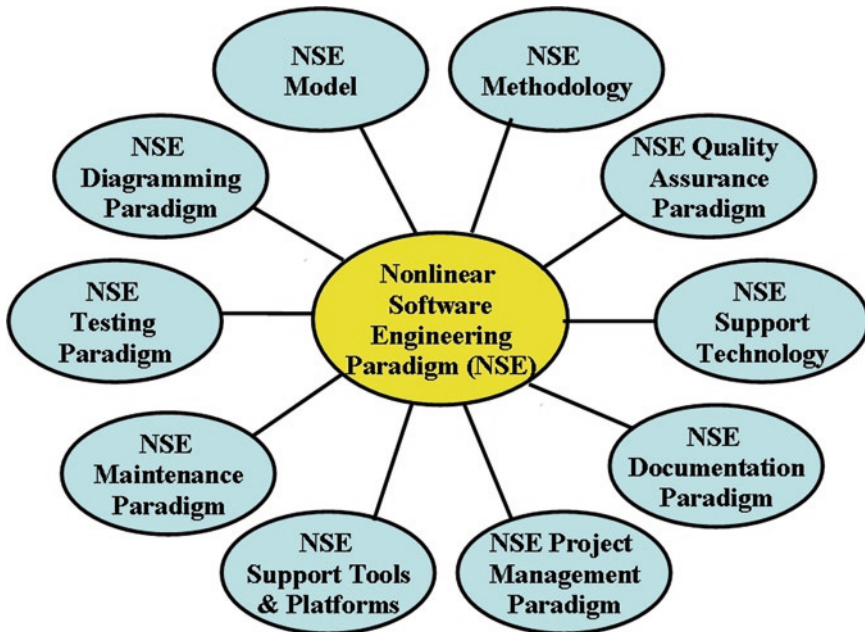 NSE
Model
NSE
Methodology
NSE
Diagramming
Paradigm
NSE Quality
Assurance
Paradigm
Nonlinear
Software
Engineering
Paradigm (NSE)
NSE
Testing
Paradigm
NSE
Support
Technology
NSE
Maintenance
Paradigm
NSE
Documentation
Paradigm
NSE
Support Tools
& Platforms
NSE Project
Management
Paradigm